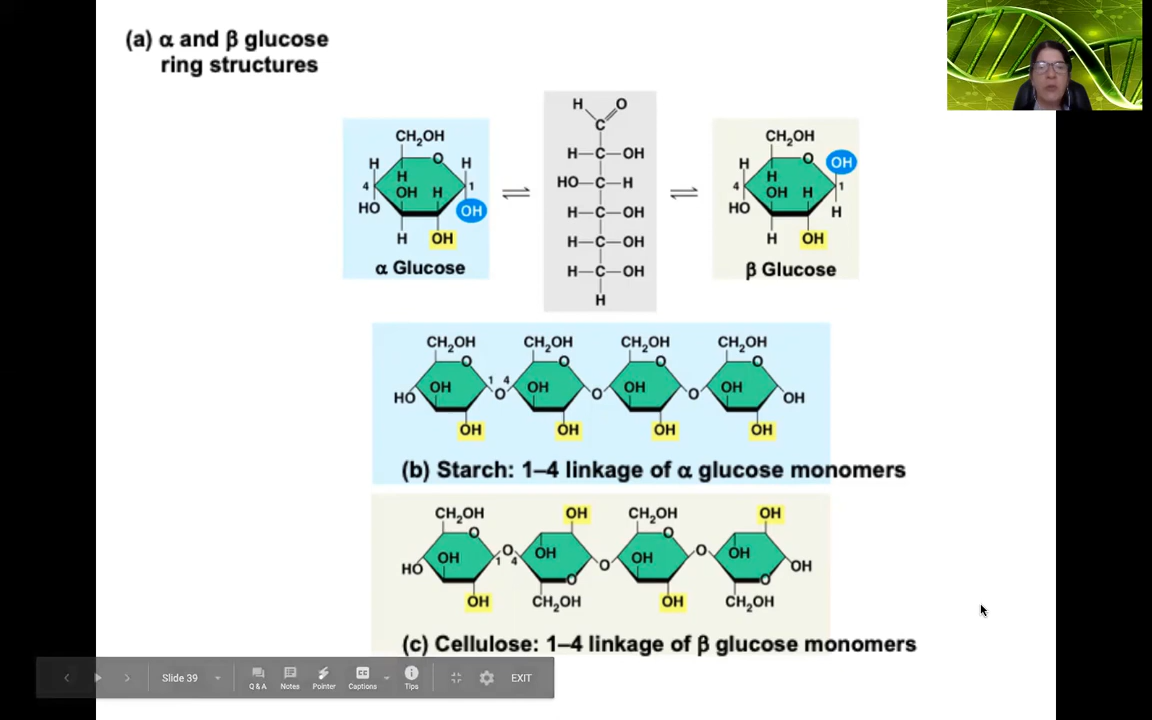 (a) α and β glucose
ring structures
H O
C
CH₂OH
H O H
H
4 OH H 1
HO OH
H OH
α Glucose
H–C–OH
HO–C–H
H–C–OH
H–C–OH
H–C–OH
H
CH₂OH
H O OH
H
4 OH H 1
HO H
H OH
β Glucose
CH₂OH CH₂OH CH₂OH CH₂OH
O O O O
OH 1 4 OH OH OH
HO O O O OH
OH OH OH OH
(b) Starch: 1–4 linkage of α glucose monomers
CH₂OH OH CH₂OH OH
O O
OH O OH OH O OH
HO 1 4 O OH
O O
OH CH₂OH OH CH₂OH
(c) Cellulose: 1–4 linkage of β glucose monomers
Slide 39
Q & A Notes Pointer Captions Tips
CC
EXIT